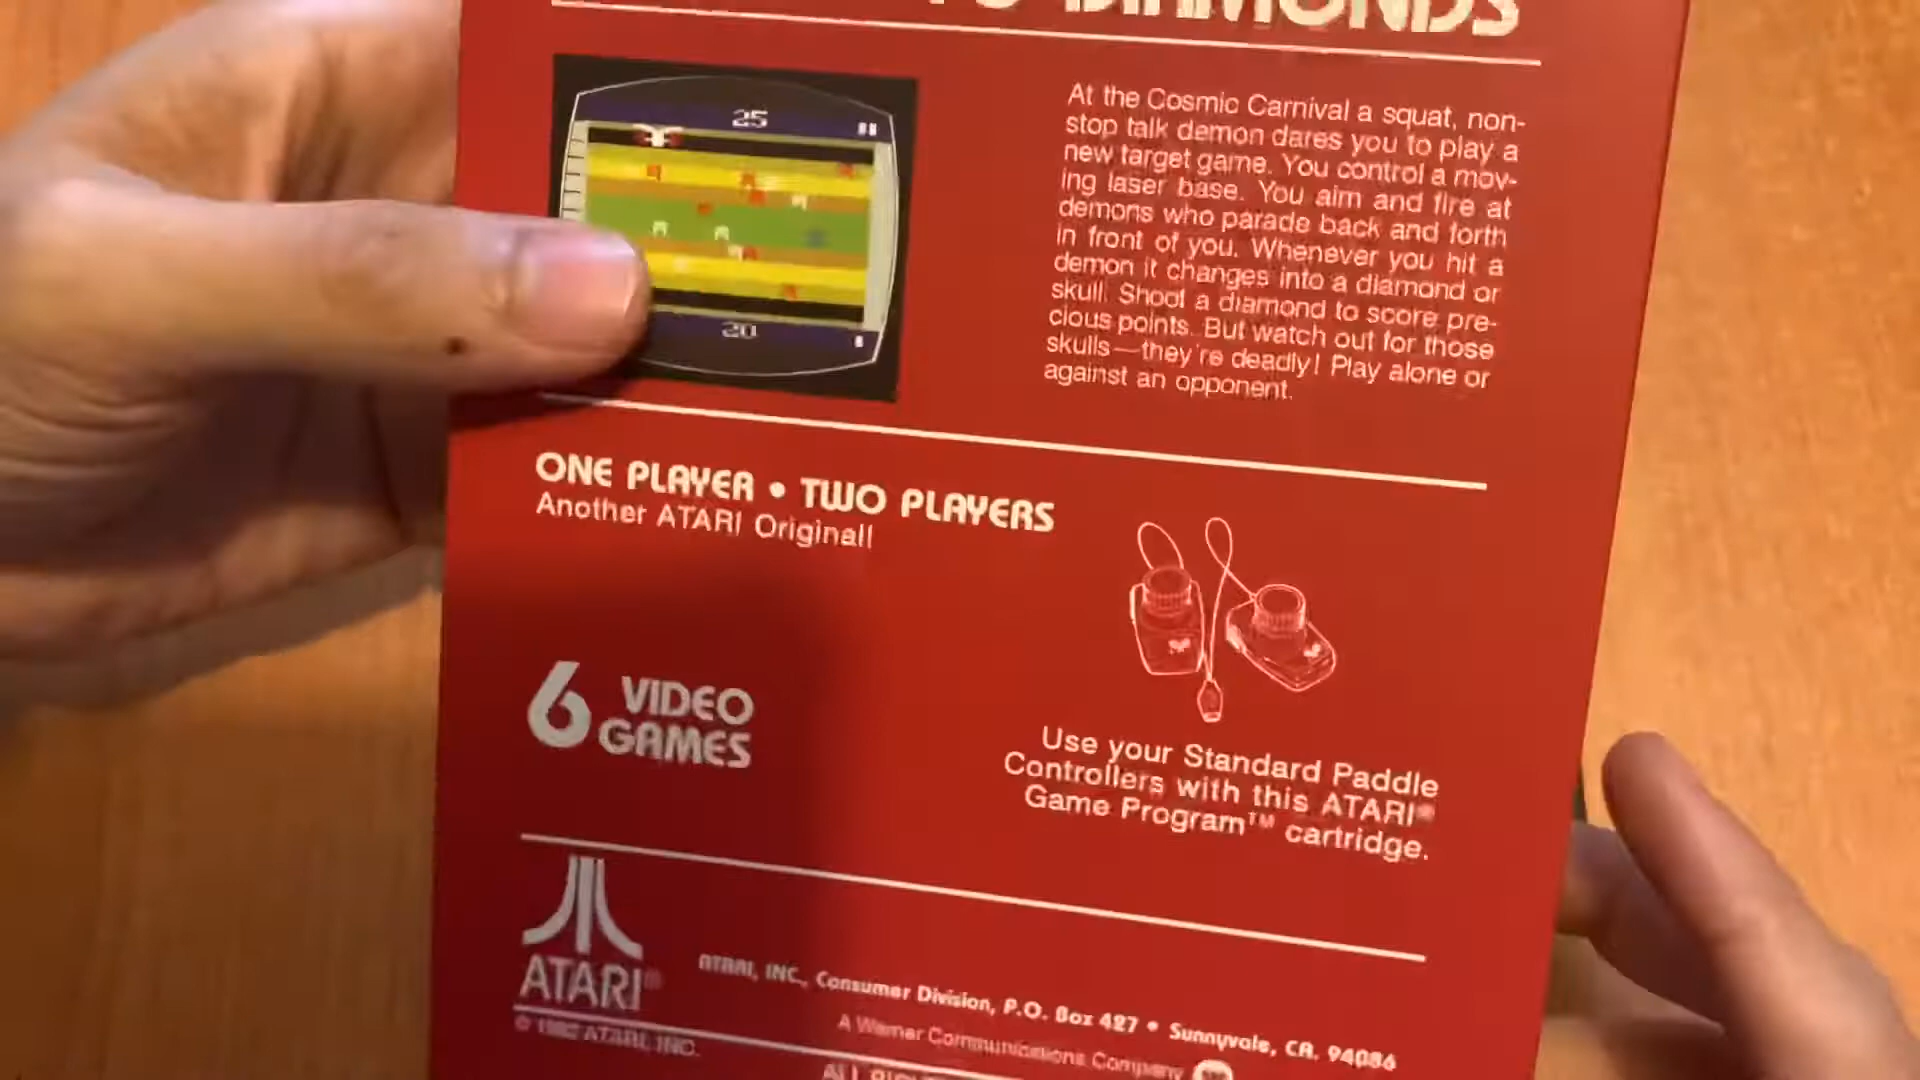 DIAMONDS
25
At the Cosmic Carnival a squat, non-
stop talk demon dares you to play a
new target game. You control a mov-
ing laser base. You aim and fire at
demons who parade back and forth
in front of you. Whenever you hit a
demon it changes into a diamond or
skull. Shoot a diamond to score pre-
cious points. But watch out for those
skulls—they're deadly! Play alone or
against an opponent.
20
ONE PLAYER • TWO PLAYERS
Another ATARI Original!
6 VIDEO
GAMES
Use your Standard Paddle
Controllers with this ATARI®
Game Program™ cartridge.
ATARI®
ATARI, INC., Consumer Division, P.O. Box 427 • Sunnyvale, CA. 94086
A Warner Communications Company
© 1982 ATARI, INC.
ALL